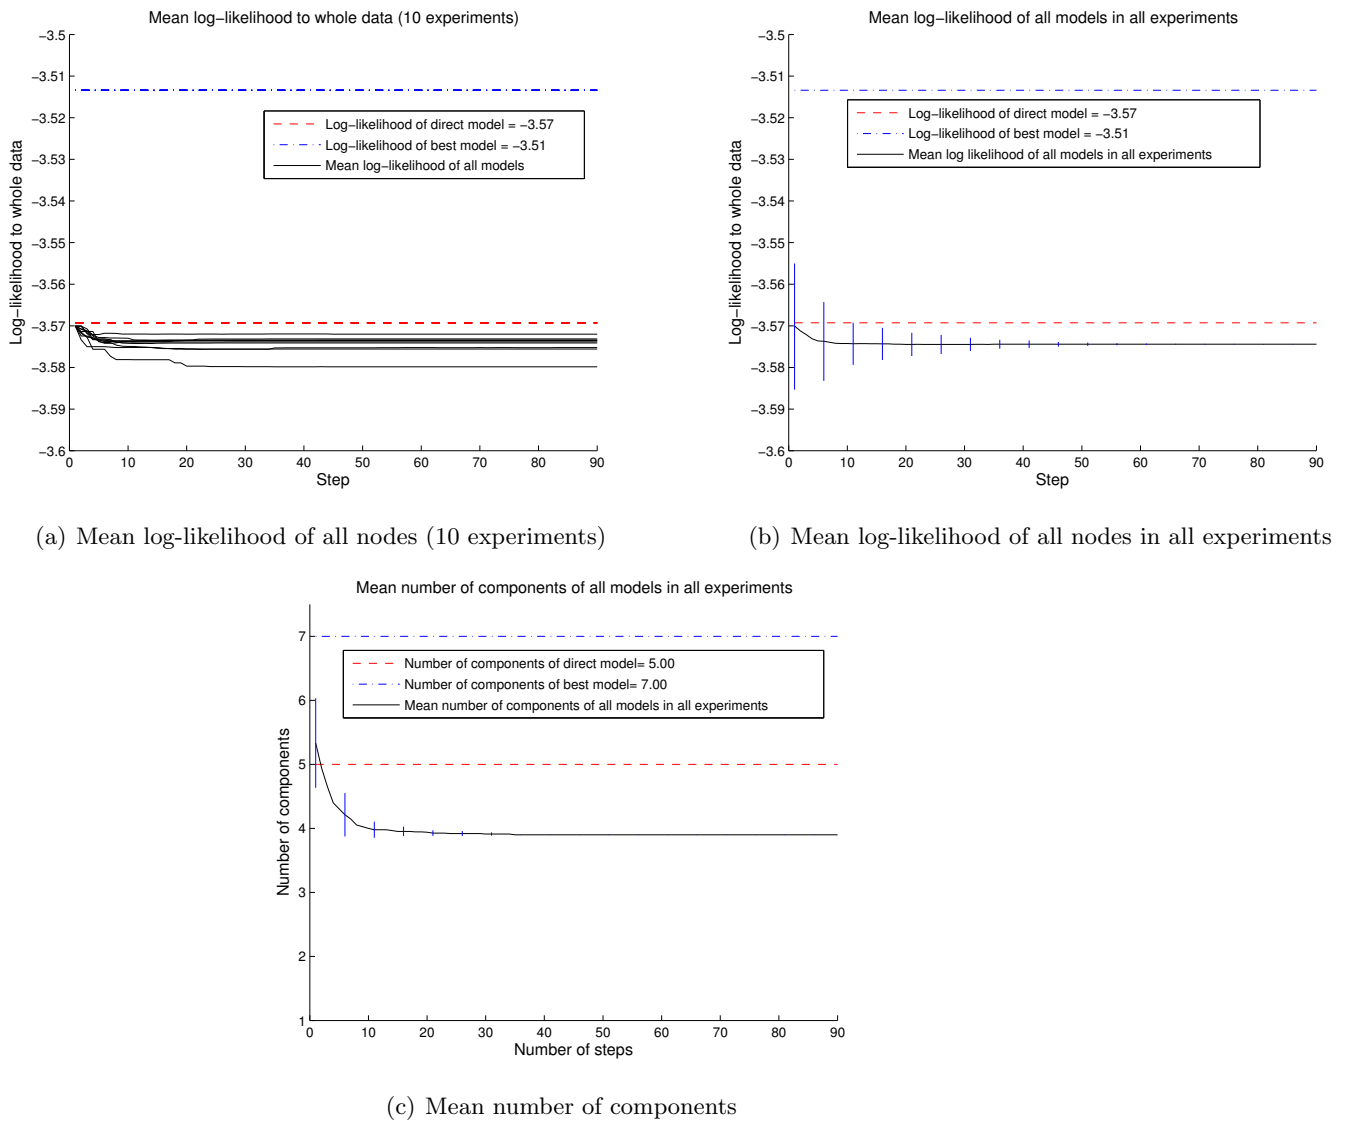 Mean log−likelihood to whole data (10 experiments)
Log−likelihood to whole data
−3.5
−3.51
−3.52
−3.53
−3.54
−3.55
−3.56
−3.57
−3.58
−3.59
−3.6
Log−likelihood of direct model = −3.57
Log−likelihood of best model = −3.51
Mean log−likelihood of all models
0 10 20 30 40 50 60 70 80 90
Step
(a) Mean log-likelihood of all nodes (10 experiments)
Mean log−likelihood of all models in all experiments
Log−likelihood to whole data
−3.5
−3.51
−3.52
−3.53
−3.54
−3.55
−3.56
−3.57
−3.58
−3.59
−3.6
Log−likelihood of direct model = −3.57
Log−likelihood of best model = −3.51
Mean log likelihood of all models in all experiments
0 10 20 30 40 50 60 70 80 90
Step
(b) Mean log-likelihood of all nodes in all experiments
Mean number of components of all models in all experiments
Number of components
7
6
5
4
3
2
1
Number of components of direct model= 5.00
Number of components of best model= 7.00
Mean number of components of all models in all experiments
0 10 20 30 40 50 60 70 80 90
Number of steps
(c) Mean number of components